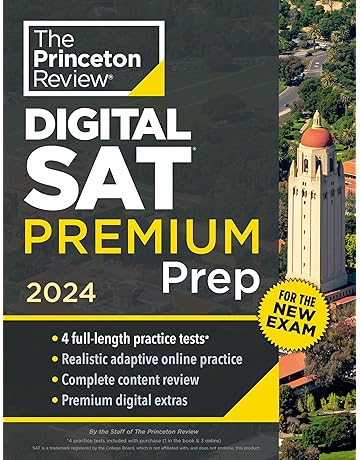 The
Princeton
Review®
DIGITAL
SAT®
PREMIUM
Prep
2024
FOR THE
NEW
EXAM
• 4 full-length practice tests*
• Realistic adaptive online practice
• Complete content review
• Premium digital extras
By the Staff of The Princeton Review
*4 practice tests included with purchase (1 in the book & 3 online).
SAT is a trademark registered by the College Board, which is not affiliated with, and does not endorse, this product.